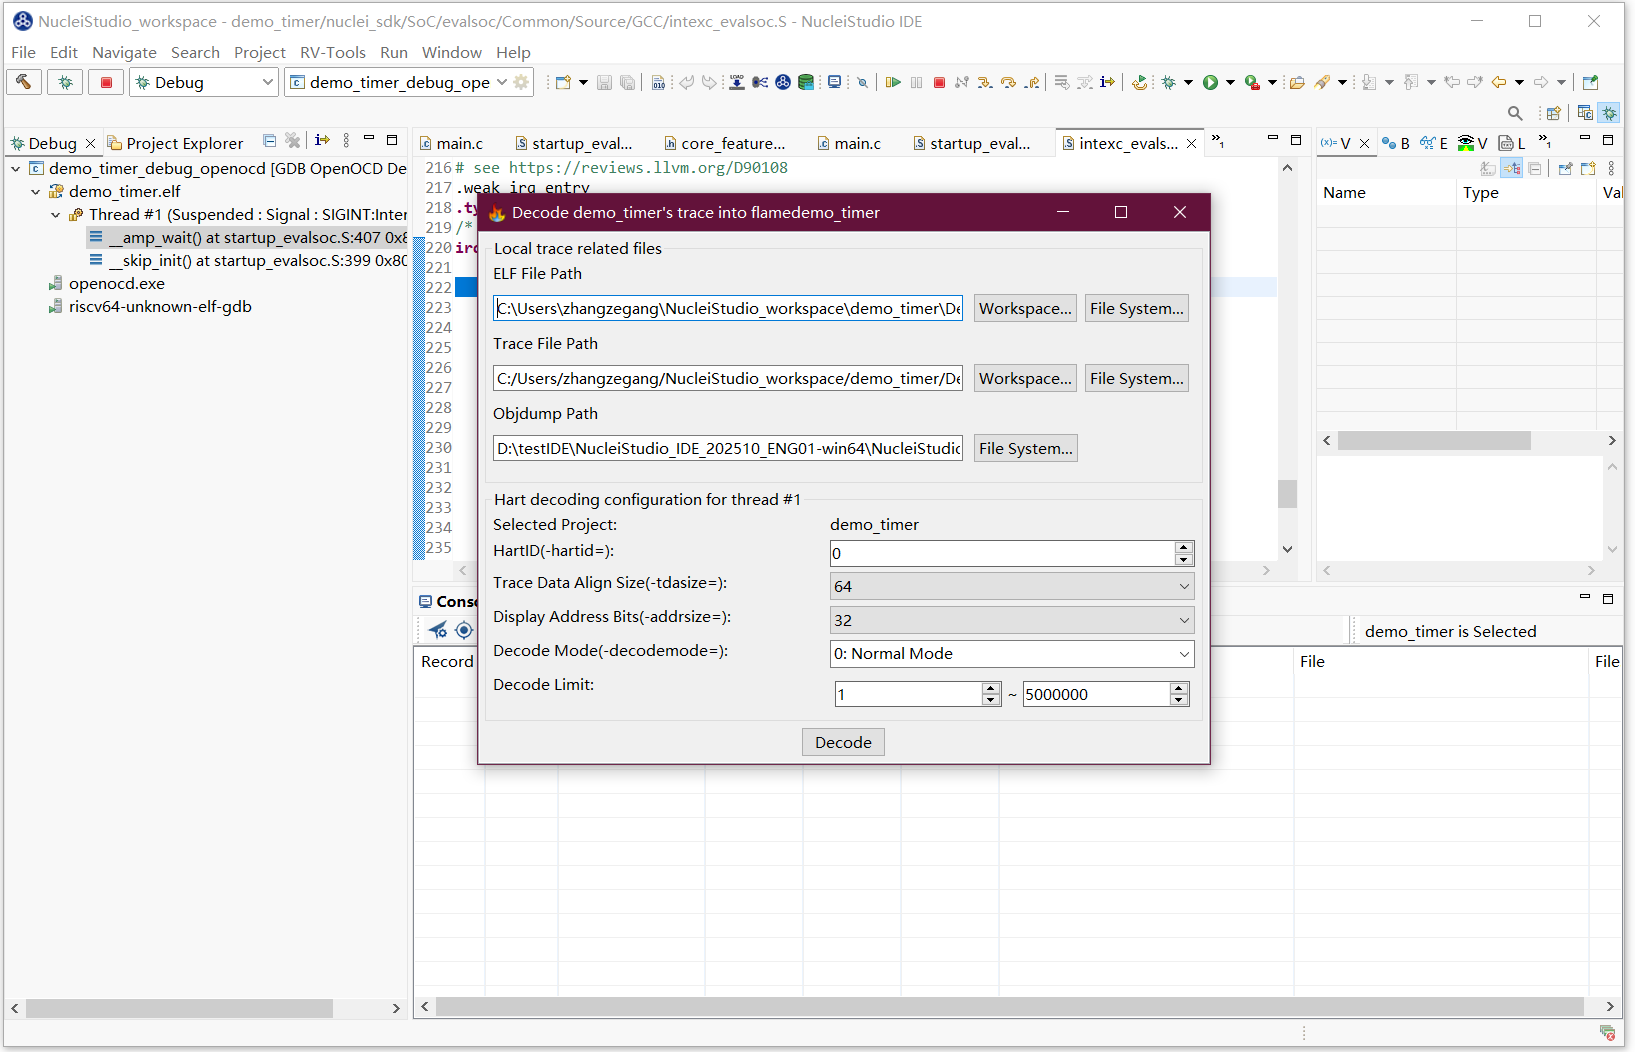 NucleiStudio_workspace - demo_timer/nuclei_sdk/SoC/evalsoc/Common/Source/GCC/intexc_evalsoc.S - NucleiStudio IDE
File Edit Navigate Search Project RV-Tools Run Window Help
Debug demo_timer_debug_ope
Debug Project Explorer
demo_timer_debug_openocd [GDB OpenOCD De
demo_timer.elf
Thread #1 (Suspended : Signal : SIGINT:Inter
__amp_wait() at startup_evalsoc.S:407 0x8
__skip_init() at startup_evalsoc.S:399 0x80
openocd.exe
riscv64-unknown-elf-gdb
main.c startup_eval... core_feature... main.c startup_eval... intexc_evals... 1
216 # see https://reviews.llvm.org/D90108
217 .weak irq_entry
218 .ty
219 /*
220 irq
221
222
223
224
225
226
227
228
229
230
231
232
233
234
235
Decode demo_timer's trace into flamedemo_timer
Local trace related files
ELF File Path
C:\Users\zhangzegang\NucleiStudio_workspace\demo_timer\De Workspace... File System...
Trace File Path
C:/Users/zhangzegang/NucleiStudio_workspace/demo_timer/De Workspace... File System...
Objdump Path
D:\testIDE\NucleiStudio_IDE_202510_ENG01-win64\NucleiStudio File System...
Hart decoding configuration for thread #1
Selected Project: demo_timer
HartID(-hartid=): 0
Trace Data Align Size(-tdasize=): 64
Display Address Bits(-addrsize=): 32
Decode Mode(-decodemode=): 0: Normal Mode
Decode Limit: 1 ~ 5000000
Decode
(x)= V B E V L 1
Name Type Val
Conso
demo_timer is Selected
Record File File